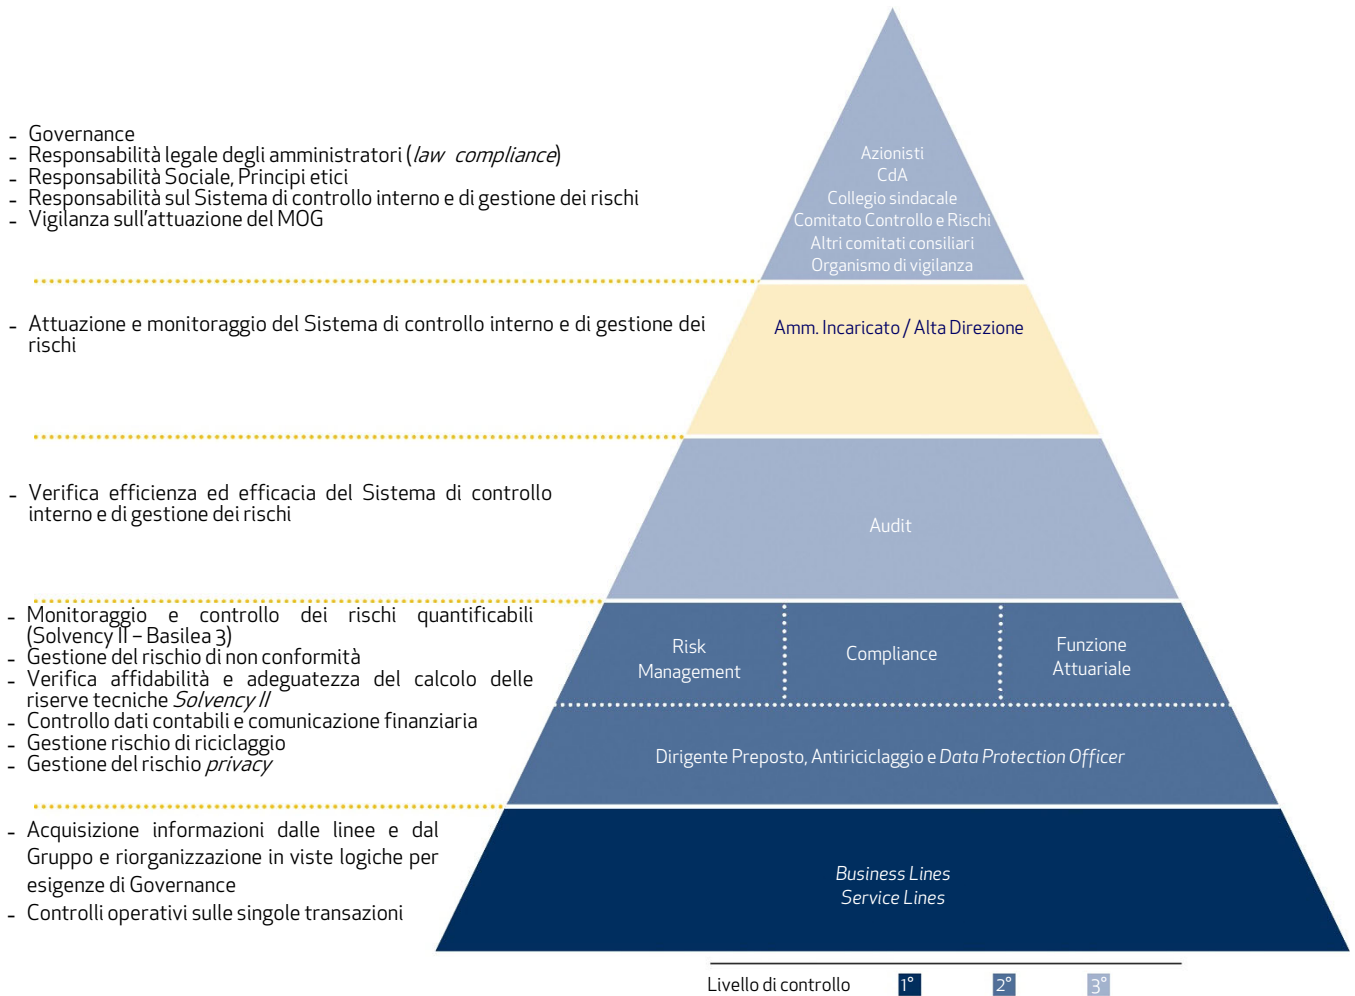 - Governance
- Responsabilità legale degli amministratori (law compliance)
- Responsabilità Sociale, Principi etici
- Responsabilità sul Sistema di controllo interno e di gestione dei rischi
- Vigilanza sull'attuazione del MOG
Azionisti
CdA
Collegio sindacale
Comitato Controllo e Rischi
Altri comitati consiliari
Organismo di vigilanza
- Attuazione e monitoraggio del Sistema di controllo interno e di gestione dei
rischi
Amm. Incaricato / Alta Direzione
- Verifica efficienza ed efficacia del Sistema di controllo
interno e di gestione dei rischi
Audit
- Monitoraggio e controllo dei rischi quantificabili
(Solvency II – Basilea 3)
- Gestione del rischio di non conformità
- Verifica affidabilità e adeguatezza del calcolo delle
riserve tecniche Solvency II
- Controllo dati contabili e comunicazione finanziaria
- Gestione rischio di riciclaggio
- Gestione del rischio privacy
Risk
Management
Compliance
Funzione
Attuariale
Dirigente Preposto, Antiriciclaggio e Data Protection Officer
- Acquisizione informazioni dalle linee e dal
Gruppo e riorganizzazione in viste logiche per
esigenze di Governance
- Controlli operativi sulle singole transazioni
Business Lines
Service Lines
Livello di controllo 1° 2° 3°